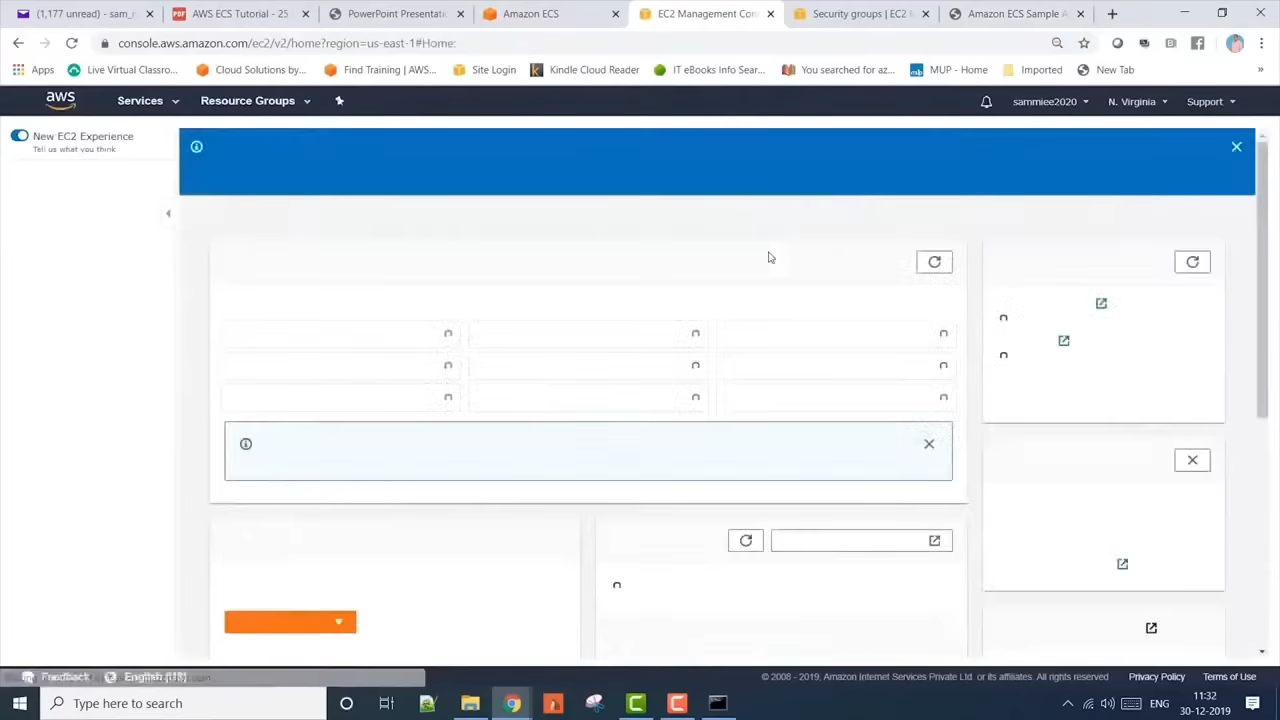 (1,177 unread) - sam_r
AWS ECS Tutorial - 25
PowerPoint Presentati
Amazon ECS
EC2 Management Con
Security groups | EC2 M
Amazon ECS Sample A
console.aws.amazon.com/ec2/v2/home?region=us-east-1#Home:
Apps
Live Virtual Classro...
Cloud Solutions by...
Find Training | AWS...
Site Login
Kindle Cloud Reader
IT eBooks Info Sear...
You searched for az...
MUP - Home
Imported
New Tab
»
aws
Services
Resource Groups
sammiee2020
N. Virginia
Support
New EC2 Experience
Tell us what you think
Feedback
© 2008 - 2019, Amazon Internet Services Private Ltd. or its affiliates. All rights reserved
Privacy Policy
Terms of Use
Type here to search
ENG
11:32
30-12-2019